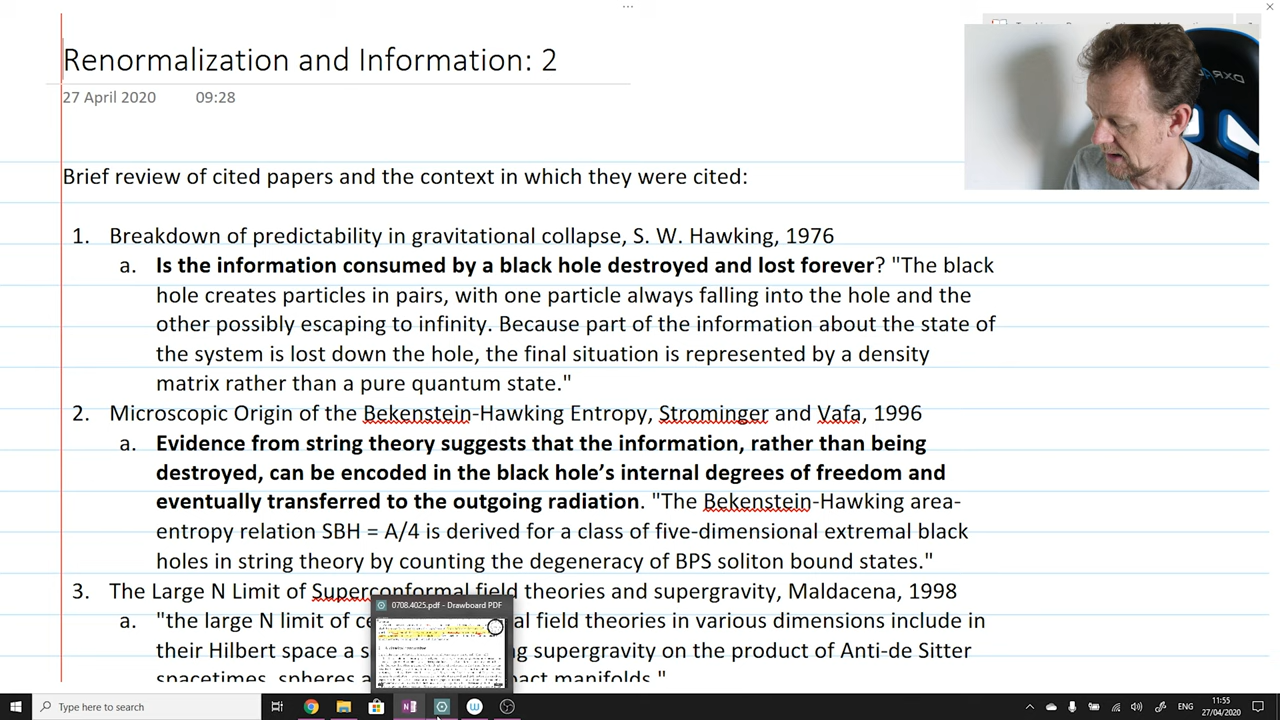 Renormalization and Information: 2
27 April 2020 09:28
Brief review of cited papers and the context in which they were cited:
1. Breakdown of predictability in gravitational collapse, S. W. Hawking, 1976
a. Is the information consumed by a black hole destroyed and lost forever? "The black
hole creates particles in pairs, with one particle always falling into the hole and the
other possibly escaping to infinity. Because part of the information about the state of
the system is lost down the hole, the final situation is represented by a density
matrix rather than a pure quantum state."
2. Microscopic Origin of the Bekenstein-Hawking Entropy, Strominger and Vafa, 1996
a. Evidence from string theory suggests that the information, rather than being
destroyed, can be encoded in the black hole's internal degrees of freedom and
eventually transferred to the outgoing radiation. "The Bekenstein-Hawking area-
entropy relation SBH = A/4 is derived for a class of five-dimensional extremal black
holes in string theory by counting the degeneracy of BPS soliton bound states."
3. The Large N Limit of Superconformal field theories and supergravity, Maldacena, 1998
a. "the large N limit of ce al field theories in various dimensions include in
their Hilbert space a s ng supergravity on the product of Anti-de Sitter
spacetimes, spheres a pact manifolds."
0708.4025.pdf - Drawboard PDF
DXR
Type here to search
ENG
11:55
27/04/2020